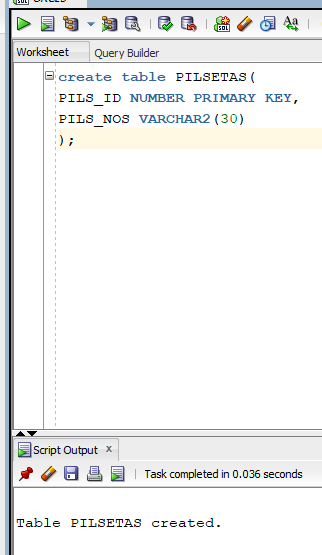 Worksheet
Query Builder
create table PILSETAS(
PILS_ID NUMBER PRIMARY KEY,
PILS_NOS VARCHAR2(30)
);
Script Output
Task completed in 0.036 seconds
Table PILSETAS created.